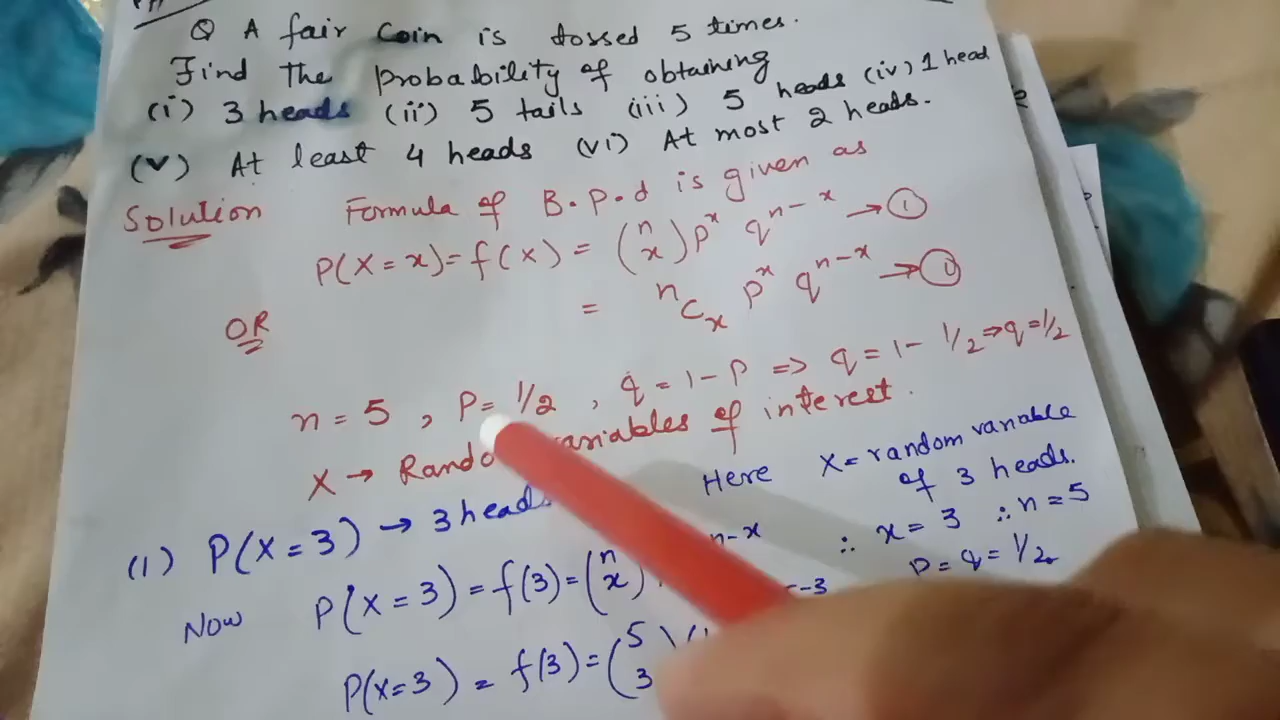 Q A fair Coin is tossed 5 times.
Find The probability of obtaining
(i) 3 heads (ii) 5 tails (iii) 5 heads (iv) 1 head
(v) At least 4 heads (vi) At most 2 heads.
Solution Formula of B.P.d is given as
P(X=x)=f(x)=(n x)p^x q^{n-x} → ①
OR = nCx p^x q^{n-x} → ①
n = 5 , P = 1/2 , q = 1 - P => q = 1 - 1/2 => q = 1/2
X → variables of interest.
(1) P(X=3) → 3 head Here X = random variable of 3 heads.
∴ x = 3 ∴ n = 5
P = q = 1/2
Now P(X=3) = f(3) = (n x) n-x
P(X=3) = f(3) = (5 3) -3